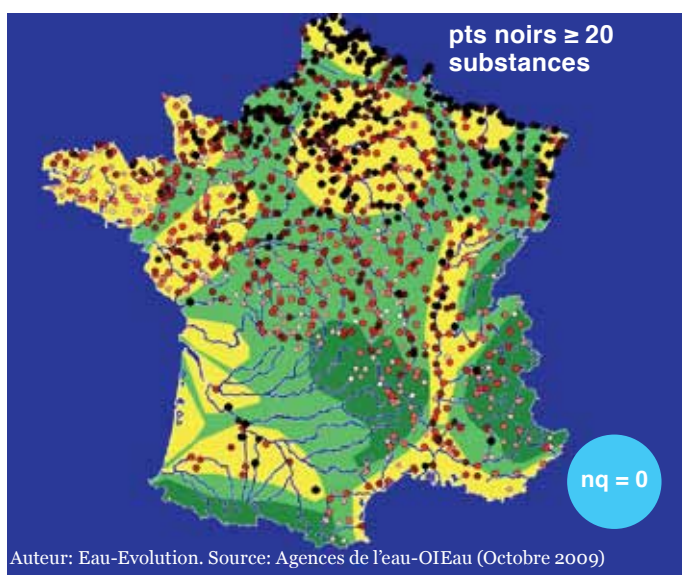 pts noirs ≥ 20
substances
nq = 0
Auteur: Eau-Evolution. Source: Agences de l'eau-OIEau (Octobre 2009)